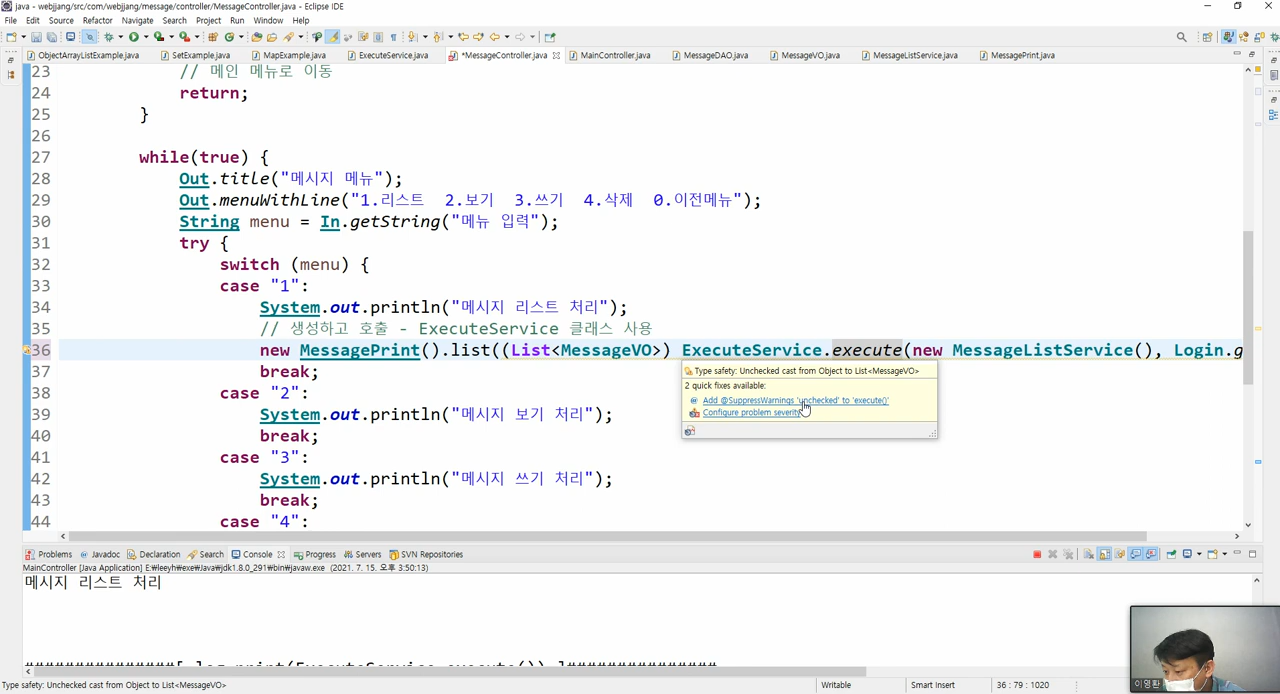 java - webjjang/src/com/webjjang/message/controller/MessageController.java - Eclipse IDE
File Edit Source Refactor Navigate Search Project Run Window Help
ObjectArrayListExample.java SetExample.java MapExample.java ExecuteService.java *MessageController.java MainController.java MessageDAO.java MessageVO.java MessageListService.java MessagePrint.java
23 // 메인 메뉴로 이동
24 return;
25 }
26
27 while(true) {
28 Out.title("메시지 메뉴");
29 Out.menuWithLine("1.리스트 2.보기 3.쓰기 4.삭제 0.이전메뉴");
30 String menu = In.getString("메뉴 입력");
31 try {
32 switch (menu) {
33 case "1":
34 System.out.println("메시지 리스트 처리");
35 // 생성하고 호출 - ExecuteService 클래스 사용
36 new MessagePrint().list((List<MessageVO>) ExecuteService.execute(new MessageListService(), Login.g
37 break;
Type safety: Unchecked cast from Object to List<MessageVO>
2 quick fixes available:
38 case "2":
Add @SuppressWarnings 'unchecked' to 'execute()'
Configure problem severity
39 System.out.println("메시지 보기 처리");
40 break;
41 case "3":
42 System.out.println("메시지 쓰기 처리");
43 break;
44 case "4":
Problems Javadoc Declaration Search Console Progress Servers SVN Repositories
MainController [Java Application] E:₩leeyh₩exe₩Java₩jdk1.8.0_291₩bin₩javaw.exe (2021. 7. 15. 오후 3:50:13)
메시지 리스트 처리
################[ log print(ExecuteService execute()) ]################
이영환
Type safety: Unchecked cast from Object to List<MessageVO> Writable Smart Insert 36 : 79 : 1020